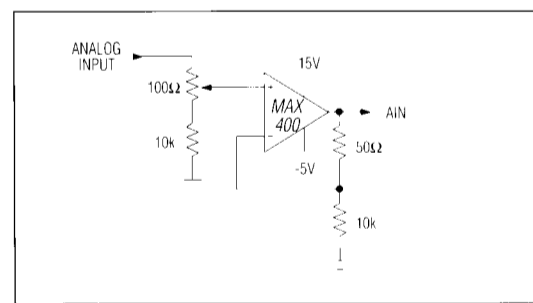 ANALOG
INPUT
100Ω
10k
+
−
MAX
400
15V
-5V
AIN
50Ω
10k